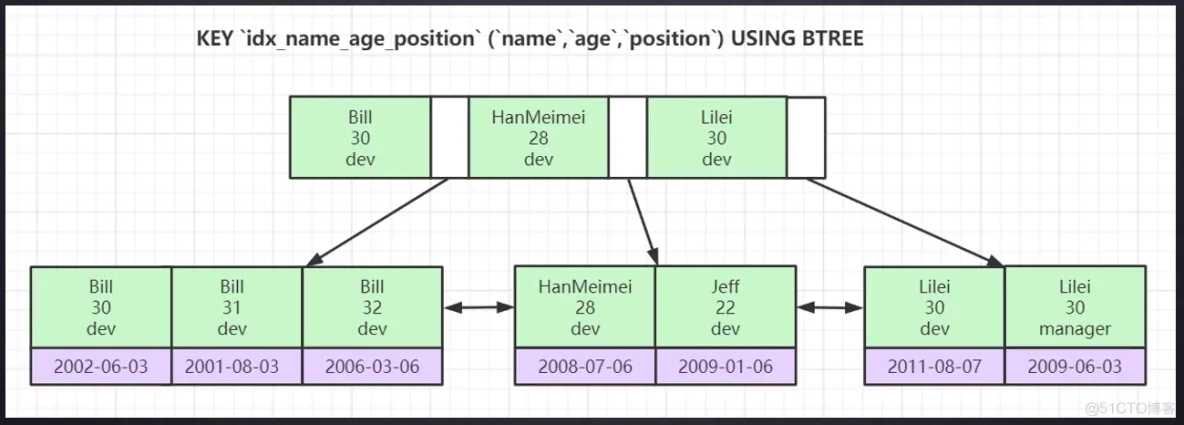 KEY `idx_name_age_position` (`name`,`age`,`position`) USING BTREE
Bill
30
dev
HanMeimei
28
dev
Lilei
30
dev
Bill
30
dev
2002-06-03
Bill
31
dev
2001-08-03
Bill
32
dev
2006-03-06
HanMeimei
28
dev
2008-07-06
Jeff
22
dev
2009-01-06
Lilei
30
dev
2011-08-07
Lilei
30
manager
2009-06-03
@51CTO博客